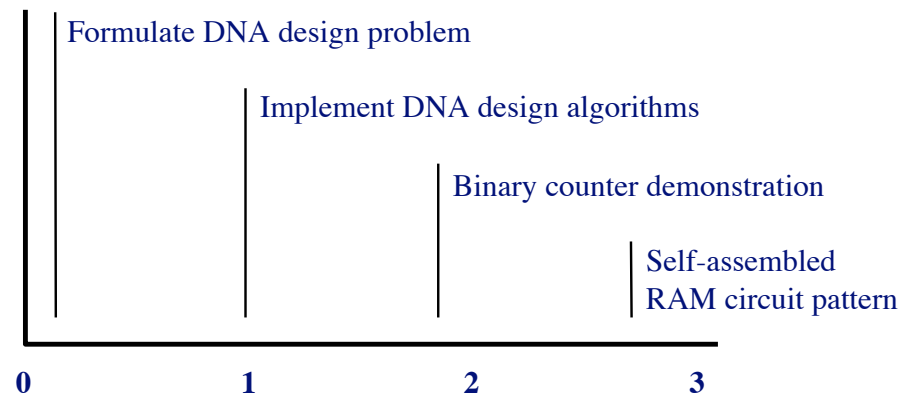 Formulate DNA design problem
Implement DNA design algorithms
Binary counter demonstration
Self-assembled
RAM circuit pattern
0 1 2 3